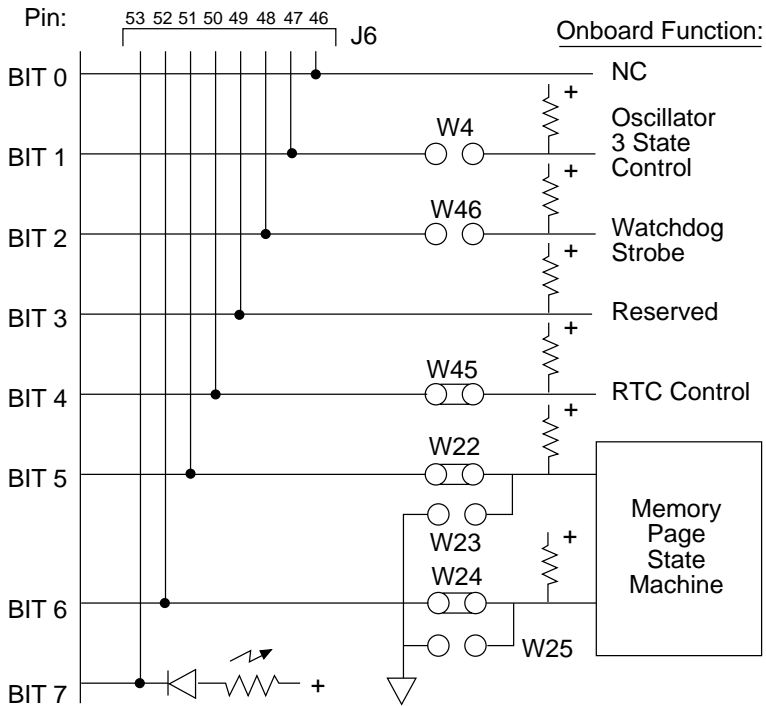 Pin:
53 52 51 50 49 48 47 46
J6
Onboard Function:
BIT 0
NC
+
BIT 1
W4
Oscillator
3 State
Control
+
BIT 2
W46
Watchdog
Strobe
+
BIT 3
Reserved
+
BIT 4
W45
RTC Control
+
BIT 5
W22
W23
Memory
Page
State
Machine
+
BIT 6
W24
W25
BIT 7
+